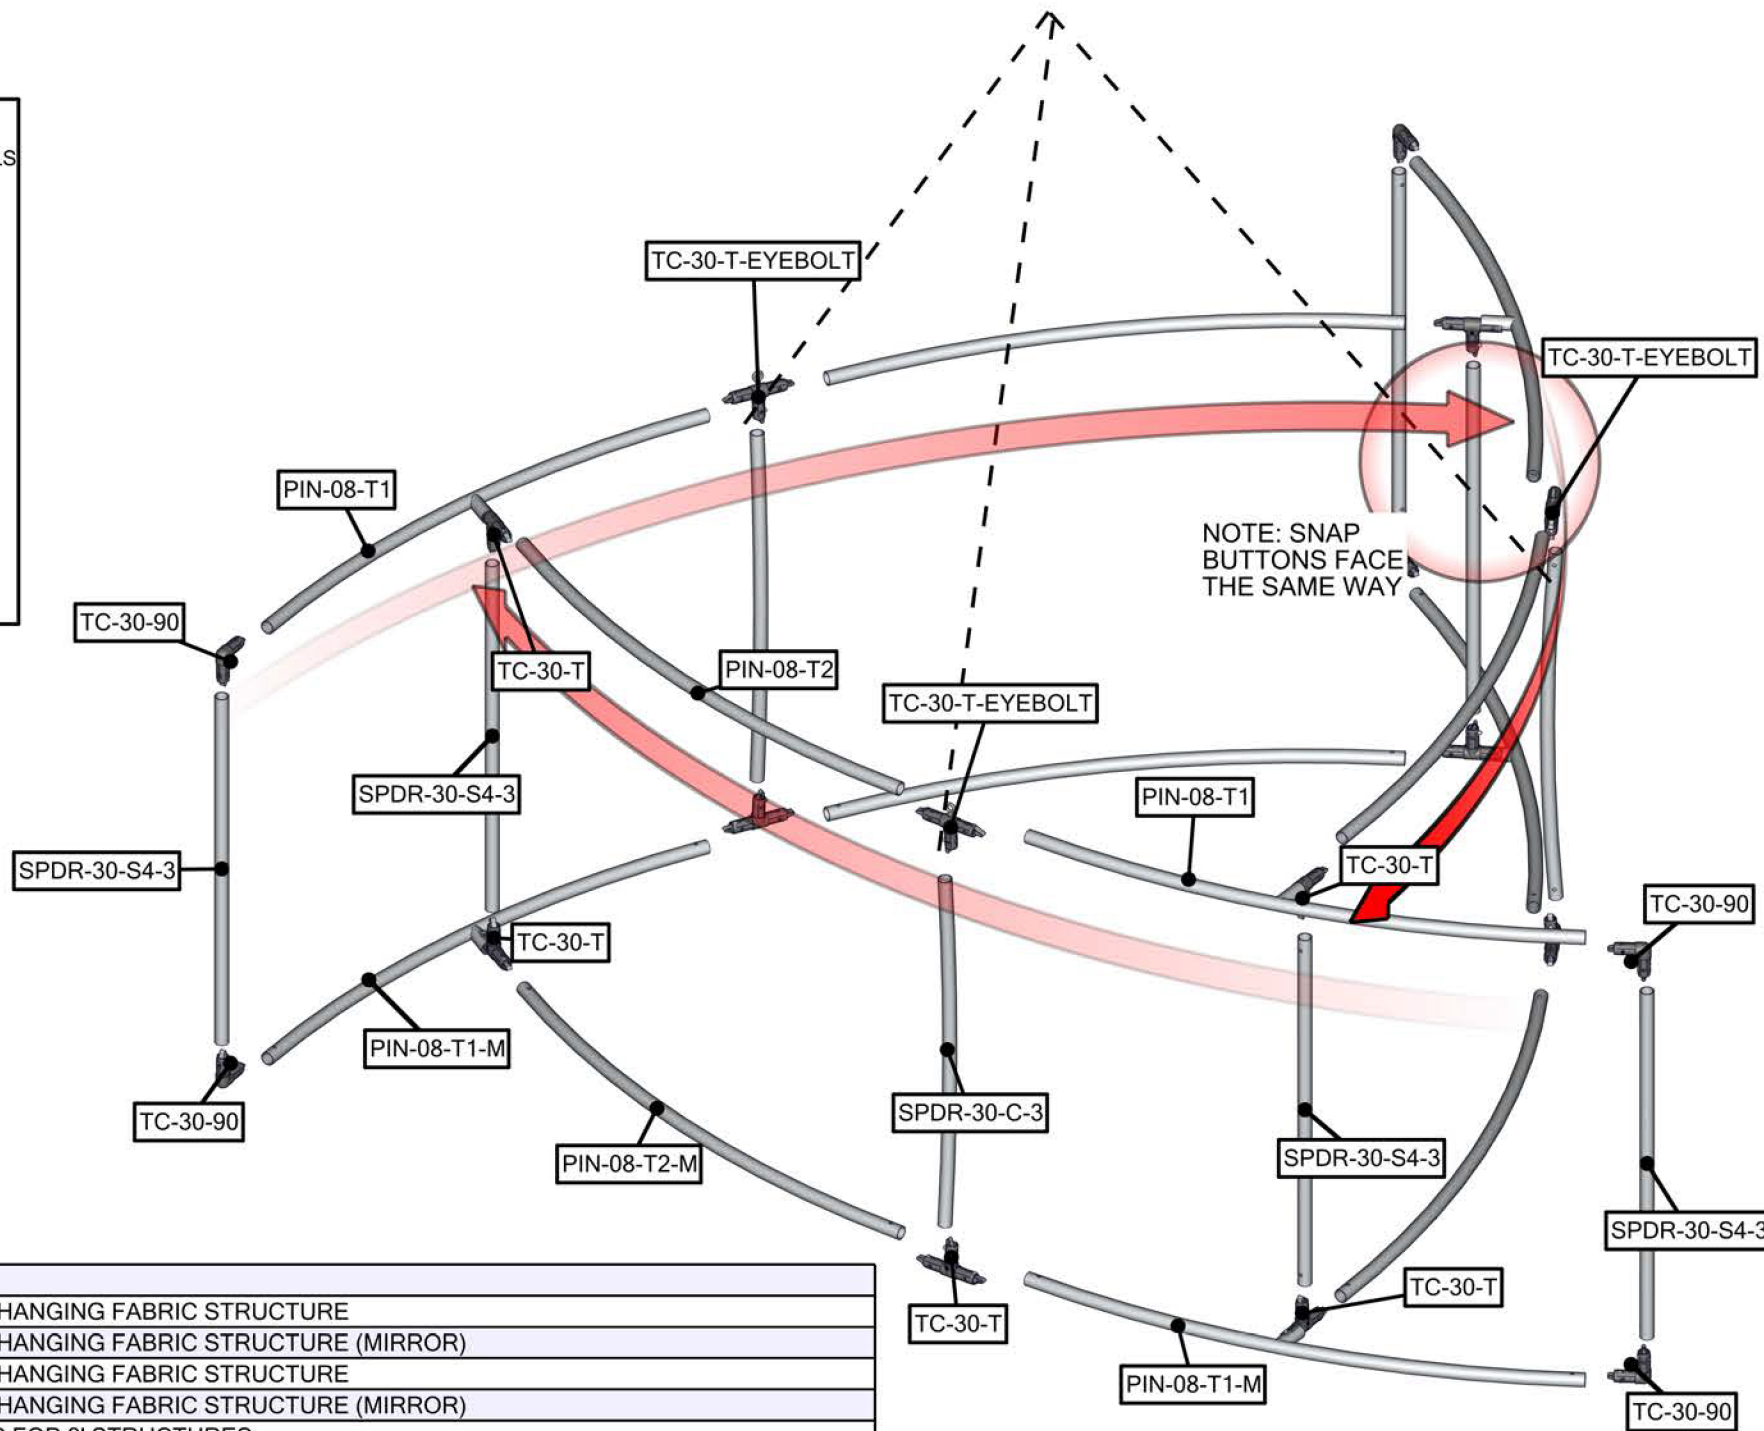 LS
TC-30-T-EYEBOLT
TC-30-T-EYEBOLT
PIN-08-T1
NOTE: SNAP
BUTTONS FACE
THE SAME WAY
TC-30-90
TC-30-T
PIN-08-T2
TC-30-T-EYEBOLT
SPDR-30-S4-3
PIN-08-T1
SPDR-30-S4-3
TC-30-T
TC-30-90
TC-30-T
PIN-08-T1-M
SPDR-30-C-3
TC-30-90
PIN-08-T2-M
SPDR-30-S4-3
SPDR-30-S4-3
TC-30-T
TC-30-T
PIN-08-T1-M
TC-30-90
HANGING FABRIC STRUCTURE
HANGING FABRIC STRUCTURE (MIRROR)
HANGING FABRIC STRUCTURE
HANGING FABRIC STRUCTURE (MIRROR)
FOR 8' STRUCTURES